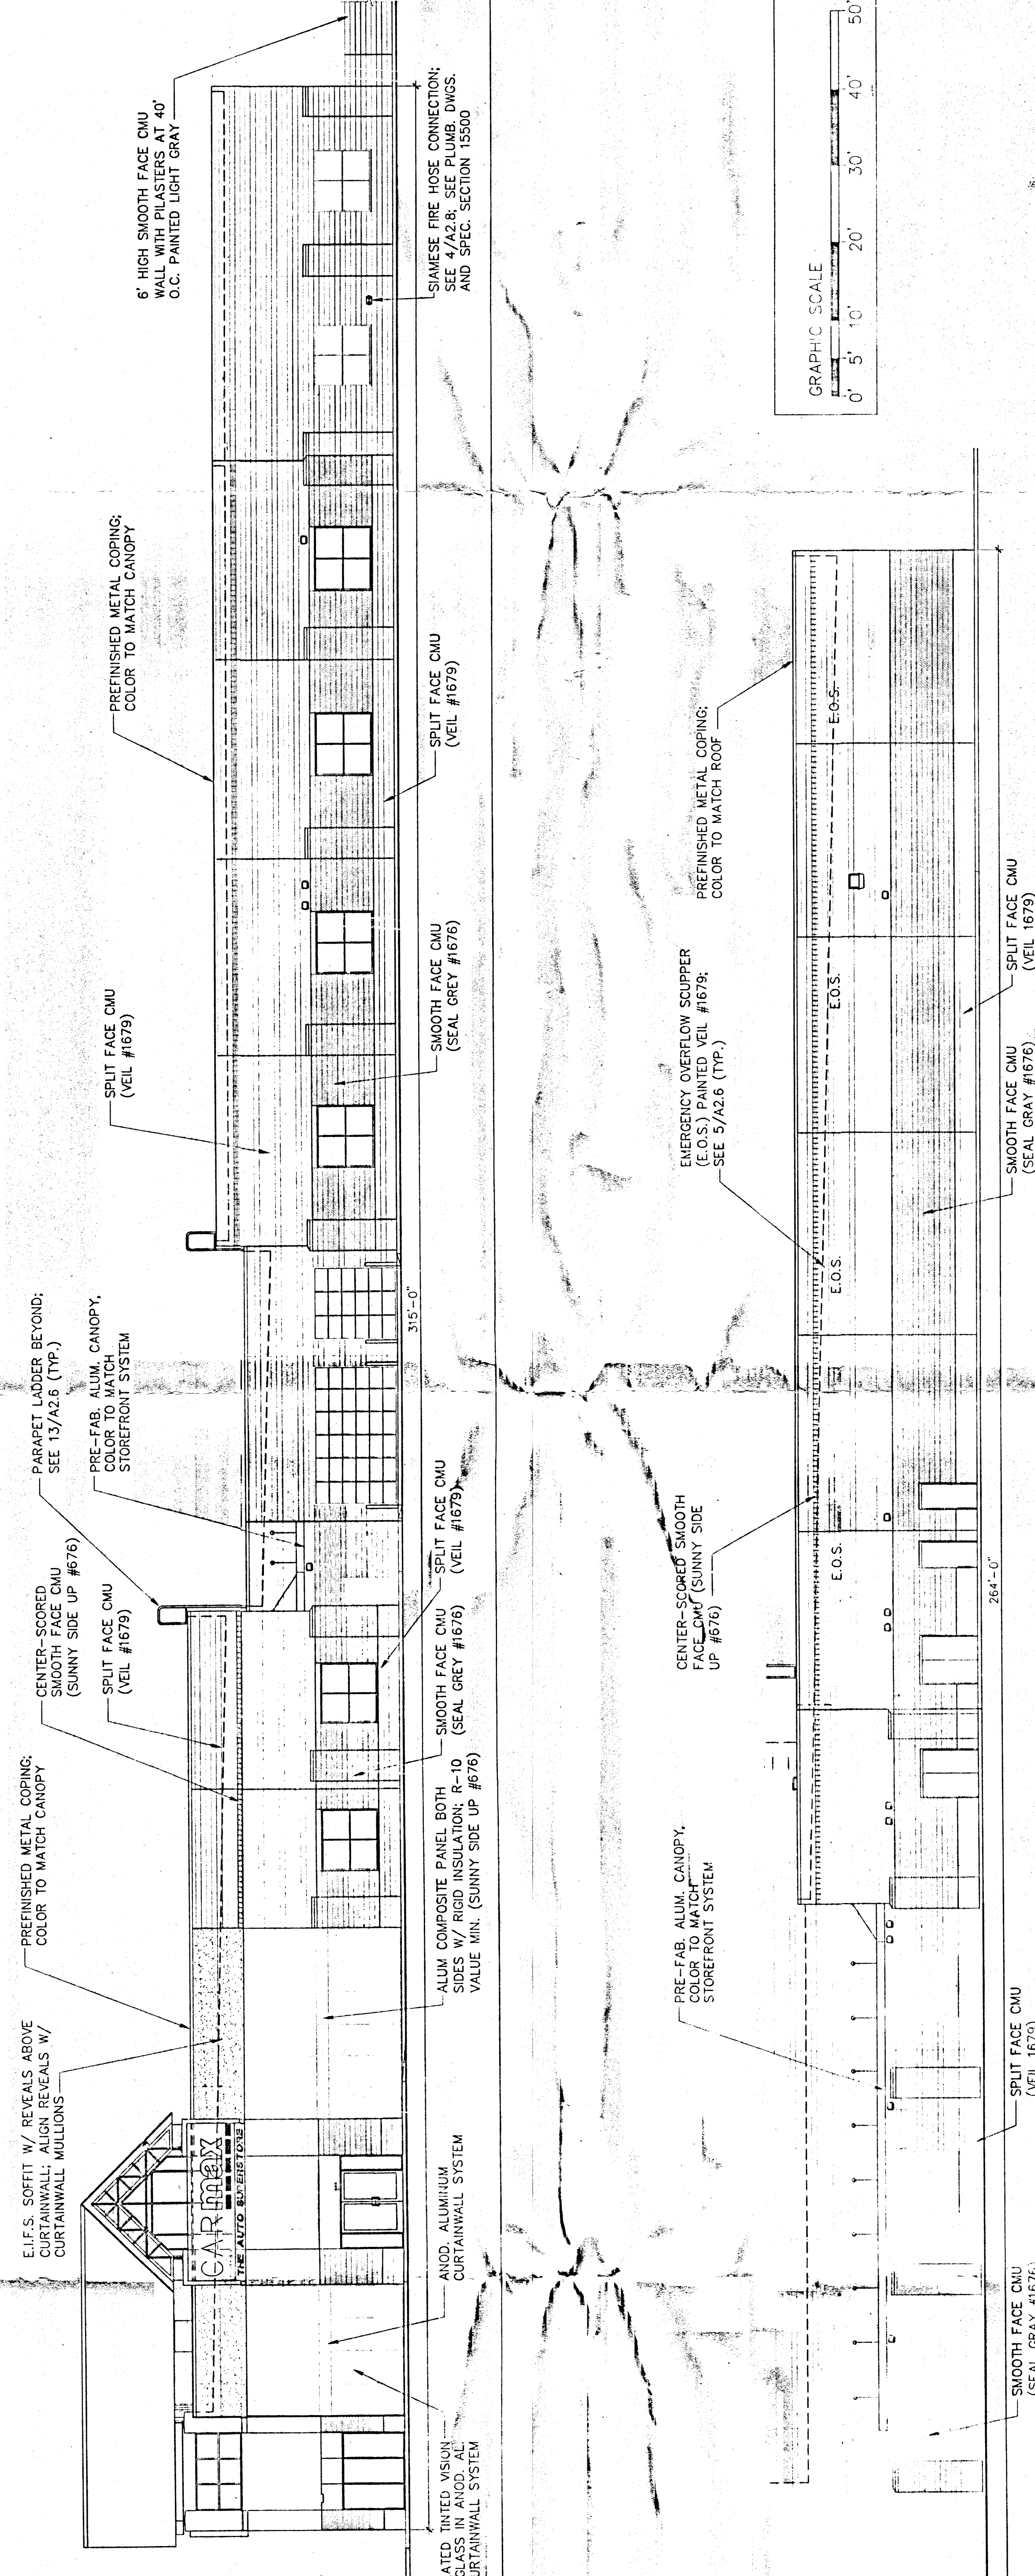 E.I.F.S. SOFFIT W/ REVEALS ABOVE
CURTAINWALL; ALIGN REVEALS W/
CURTAINWALL MULLIONS
PREFINISHED METAL COPING;
COLOR TO MATCH CANOPY
CENTER-SCORED
SMOOTH FACE CMU
(SUNNY SIDE UP #676)
SPLIT FACE CMU
(VEIL #1679)
PARAPET LADDER BEYOND;
SEE 13/A2.6 (TYP.)
PRE-FAB. ALUM. CANOPY,
COLOR TO MATCH
STOREFRONT SYSTEM
SPLIT FACE CMU
(VEIL #1679)
PREFINISHED METAL COPING;
COLOR TO MATCH CANOPY
6' HIGH SMOOTH FACE CMU
WALL WITH PILASTERS AT 40'
O.C. PAINTED LIGHT GRAY
CARmax
THE AUTO SUPERSTORE
315'-0"
ATED TINTED VISION
GLASS IN ANOD. AL.
URTAINWALL SYSTEM
ANOD. ALUMINUM
CURTAINWALL SYSTEM
ALUM COMPOSITE PANEL BOTH
SIDES W/ RIGID INSULATION; R-10
VALUE MIN. (SUNNY SIDE UP #676)
SMOOTH FACE CMU
(SEAL GREY #1676)
SPLIT FACE CMU
(VEIL #1679)
SMOOTH FACE CMU
(SEAL GREY #1676)
SPLIT FACE CMU
(VEIL #1679)
SIAMESE FIRE HOSE CONNECTION;
SEE 4/A2.8; SEE PLUMB. DWGS.
AND SPEC. SECTION 15500
PRE-FAB. ALUM. CANOPY,
COLOR TO MATCH
STOREFRONT SYSTEM
CENTER-SCORED SMOOTH
FACE CMU (SUNNY SIDE
UP #676)
EMERGENCY OVERFLOW SCUPPER
(E.O.S.) PAINTED VEIL #1679;
SEE 5/A2.6 (TYP.)
PREFINISHED METAL COPING;
COLOR TO MATCH ROOF
GRAPHIC SCALE
0' 5' 10' 20' 30' 40' 50'
E.O.S.
E.O.S.
E.O.S.
E.O.S.
264'-0"
SMOOTH FACE CMU
(SEAL GRAY #1676)
SPLIT FACE CMU
(VEIL 1679)
SMOOTH FACE CMU
(SEAL GRAY #1676)
SPLIT FACE CMU
(VEIL 1679)